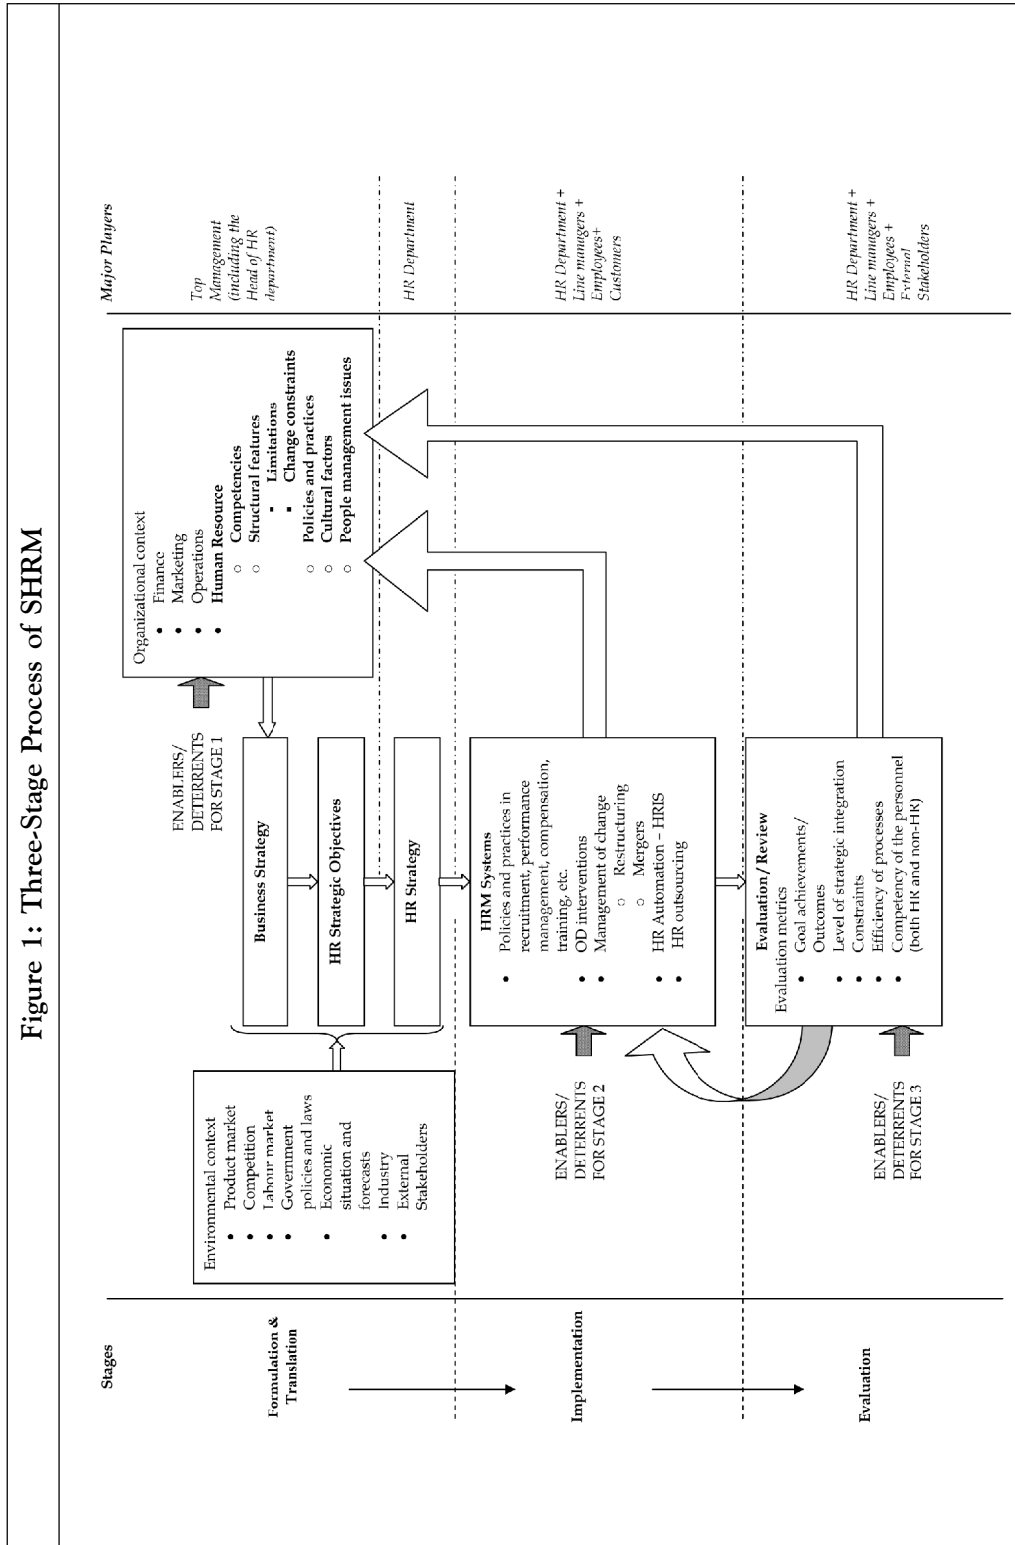 Figure 1: Three-Stage Process of SHRM
Stages
Major Players
Formulation &
Translation
Implementation
Evaluation
Environmental context
• Product market
• Competition
• Labour market
• Government
policies and laws
• Economic
situation and
forecasts
• Industry
• External
Stakeholders
ENABLERS/
DETERRENTS
FOR STAGE 1
Business Strategy
HR Strategic Objectives
HR Strategy
Organizational context
• Finance
• Marketing
• Operations
• Human Resource
○ Competencies
○ Structural features
▪ Limitations
▪ Change constraints
○ Policies and practices
○ Cultural factors
○ People management issues
Top
Management
(including the
Head of HR
department)
HR Department
ENABLERS/
DETERRENTS
FOR STAGE 2
HRM Systems
• Policies and practices in
recruitment, performance
management, compensation,
training, etc.
• OD interventions
• Management of change
○ Restructuring
○ Mergers
• HR Automation – HRIS
• HR outsourcing
HR Department +
Line managers +
Employees+
Customers
ENABLERS/
DETERRENTS
FOR STAGE 3
Evaluation / Review
Evaluation metrics
• Goal achievements/
Outcomes
• Level of strategic integration
• Constraints
• Efficiency of processes
• Competency of the personnel
(both HR and non-HR)
HR Department +
Line managers +
Employees +
External
Stakeholders